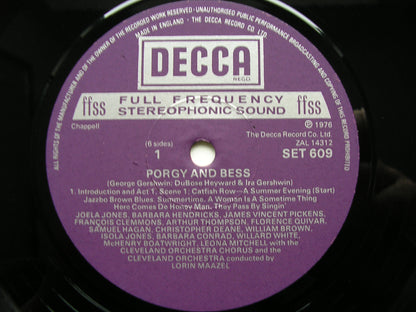 ALL RIGHTS OF THE MANUFACTURER AND OF THE OWNER OF THE RECORDED WORK RESERVED · UNAUTHORISED PUBLIC PERFORMANCE BROADCASTING AND COPYING OF THIS RECORD PROHIBITED
MADE IN ENGLAND · THE DECCA RECORD CO LTD
DECCA
REGD
ffss FULL FREQUENCY ffss
STEREOPHONIC SOUND
Chappell
(6 sides)
1
℗ 1976
The Decca Record Co. Ltd.
ZAL 14312
SET 609
PORGY AND BESS
(George Gershwin: DuBose Heyward & Ira Gershwin)
1. Introduction and Act 1, Scene 1: Catfish Row—A Summer Evening (Start)
Jazzbo Brown Blues. Summertime. A Woman Is a Sometime Thing
Here Comes De Honey Man. They Pass By Singin'
JOELA JONES, BARBARA HENDRICKS, JAMES VINCENT PICKENS,
FRANÇOIS CLEMMONS, ARTHUR THOMPSON, FLORENCE QUIVAR,
SAMUEL HAGAN, CHRISTOPHER DEANE, WILLIAM BROWN,
ISOLA JONES, BARBARA CONRAD, WILLARD WHITE,
McHENRY BOATWRIGHT, LEONA MITCHELL with the
CLEVELAND ORCHESTRA CHORUS and the
CLEVELAND ORCHESTRA conducted by
LORIN MAAZEL